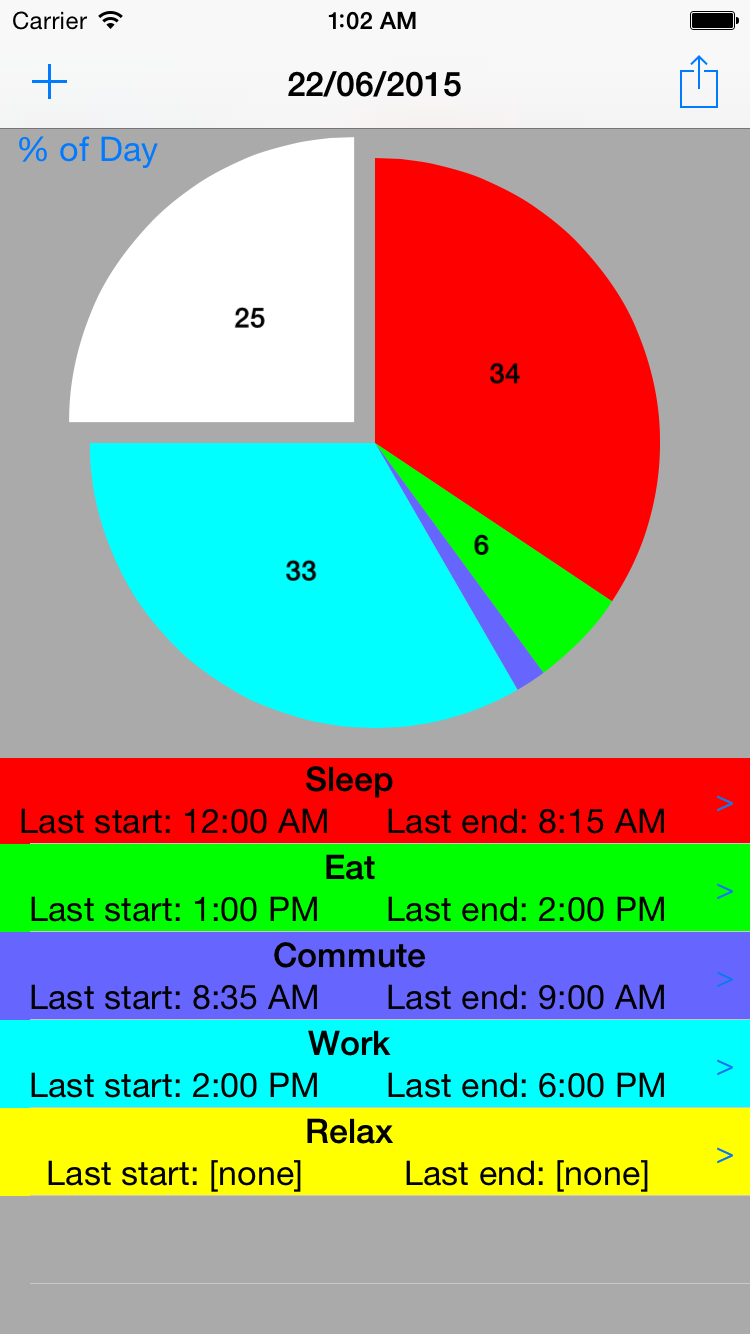 Carrier 1:02 AM
+ 22/06/2015
% of Day
25
34
6
33
Sleep
Last start: 12:00 AM Last end: 8:15 AM >
Eat
Last start: 1:00 PM Last end: 2:00 PM >
Commute
Last start: 8:35 AM Last end: 9:00 AM >
Work
Last start: 2:00 PM Last end: 6:00 PM >
Relax
Last start: [none] Last end: [none] >